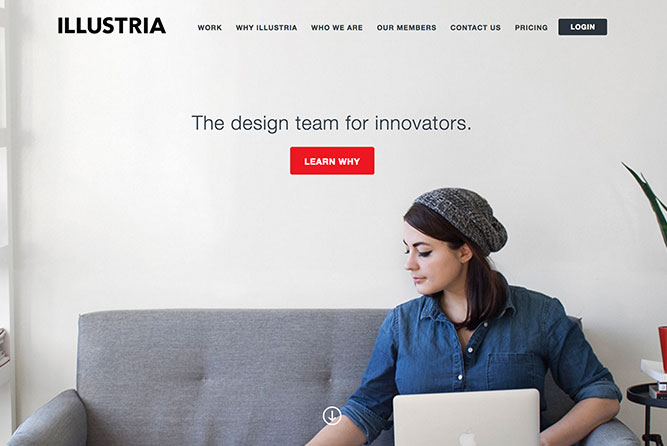 ILLUSTRIA WORK WHY ILLUSTRIA WHO WE ARE OUR MEMBERS CONTACT US PRICING LOGIN
The design team for innovators.
LEARN WHY